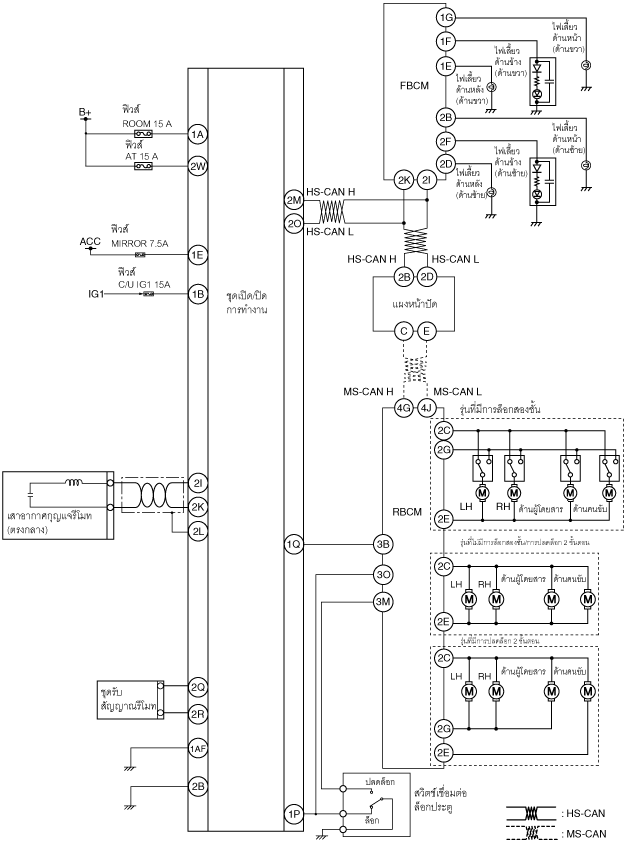 1G
1F
1E
FBCM
2B
2F
2D
2K
2I
ไฟเลี้ยว
ด้านหน้า
(ด้านขวา)
ไฟเลี้ยว
ด้านข้าง
(ด้านขวา)
ไฟเลี้ยว
ด้านหลัง
(ด้านขวา)
ไฟเลี้ยว
ด้านหน้า
(ด้านซ้าย)
ไฟเลี้ยว
ด้านข้าง
(ด้านซ้าย)
ไฟเลี้ยว
ด้านหลัง
(ด้านซ้าย)
B+
ฟิวส์
ROOM 15 A
1A
ฟิวส์
AT 15 A
2W
ACC
ฟิวส์
MIRROR 7.5A
1E
IG1
ฟิวส์
C/U IG1 15A
1B
ชุดเปิด/ปิด
การทำงาน
2M
2O
HS-CAN H
HS-CAN L
HS-CAN H
HS-CAN L
2B
2D
แผงหน้าปัด
C
E
MS-CAN H
MS-CAN L
4G
4J
รุ่นที่มีการล็อกสองชั้น
2C
2G
2E
LH
RH
ด้านผู้โดยสาร
ด้านคนขับ
M
M
M
M
เสาอากาศกุญแจรีโมท
(ตรงกลาง)
2I
2K
2L
1Q
RBCM
3B
3O
3M
รุ่นที่ไม่มีการล็อกสองชั้น/การปลดล็อก 2 ขั้นตอน
2C
2E
LH
RH
ด้านผู้โดยสาร
ด้านคนขับ
M
M
M
M
รุ่นที่มีการปลดล็อก 2 ขั้นตอน
2C
2G
2E
LH
RH
ด้านผู้โดยสาร
ด้านคนขับ
M
M
M
M
ชุดรับ
สัญญาณรีโมท
2Q
2R
1AF
2B
1P
ปลดล็อก
ล็อก
สวิตช์เชื่อมต่อ
ล็อกประตู
: HS-CAN
: MS-CAN